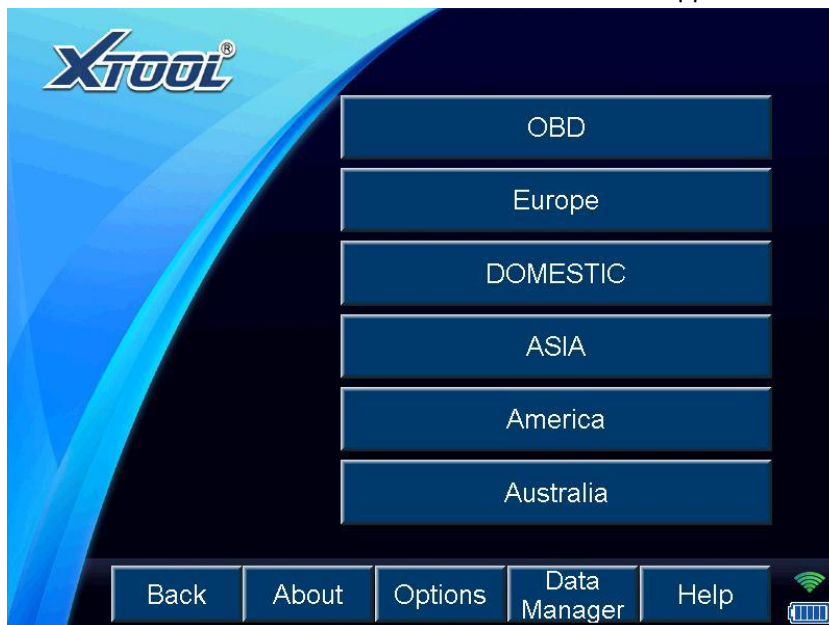 XTOOL®
OBD
Europe
DOMESTIC
ASIA
America
Australia
Back
About
Options
Data
Manager
Help